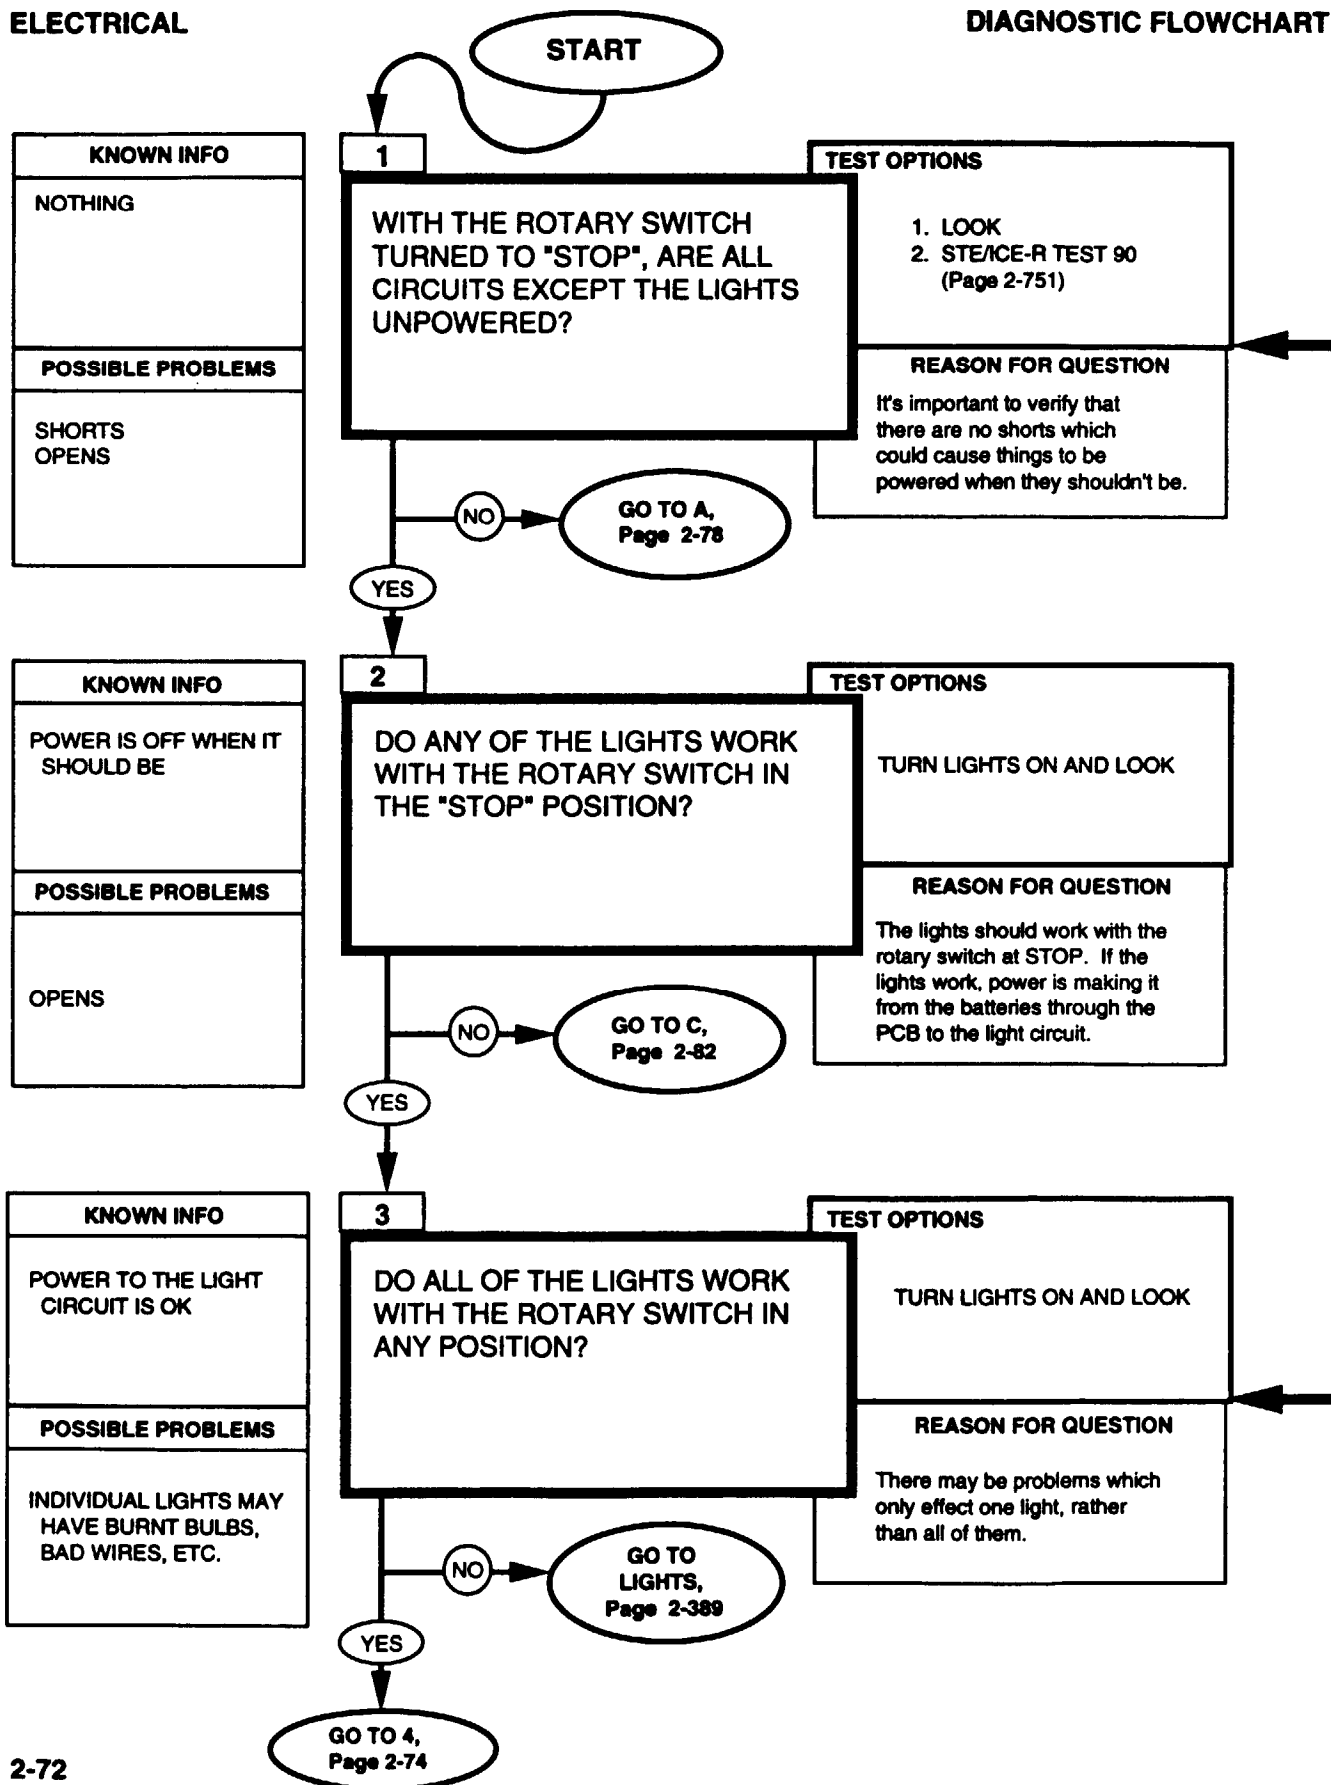 ELECTRICAL
DIAGNOSTIC FLOWCHART
START
KNOWN INFO
NOTHING
POSSIBLE PROBLEMS
SHORTS
OPENS
1
WITH THE ROTARY SWITCH
TURNED TO "STOP", ARE ALL
CIRCUITS EXCEPT THE LIGHTS
UNPOWERED?
TEST OPTIONS
1. LOOK
2. STE/ICE-R TEST 90
(Page 2-751)
REASON FOR QUESTION
It's important to verify that
there are no shorts which
could cause things to be
powered when they shouldn't be.
NO
GO TO A,
Page 2-78
YES
KNOWN INFO
POWER IS OFF WHEN IT
SHOULD BE
POSSIBLE PROBLEMS
OPENS
2
DO ANY OF THE LIGHTS WORK
WITH THE ROTARY SWITCH IN
THE "STOP" POSITION?
TEST OPTIONS
TURN LIGHTS ON AND LOOK
REASON FOR QUESTION
The lights should work with the
rotary switch at STOP. If the
lights work, power is making it
from the batteries through the
PCB to the light circuit.
NO
GO TO C,
Page 2-82
YES
KNOWN INFO
POWER TO THE LIGHT
CIRCUIT IS OK
POSSIBLE PROBLEMS
INDIVIDUAL LIGHTS MAY
HAVE BURNT BULBS,
BAD WIRES, ETC.
3
DO ALL OF THE LIGHTS WORK
WITH THE ROTARY SWITCH IN
ANY POSITION?
TEST OPTIONS
TURN LIGHTS ON AND LOOK
REASON FOR QUESTION
There may be problems which
only effect one light, rather
than all of them.
NO
GO TO
LIGHTS,
Page 2-389
YES
GO TO 4,
Page 2-74
2-72